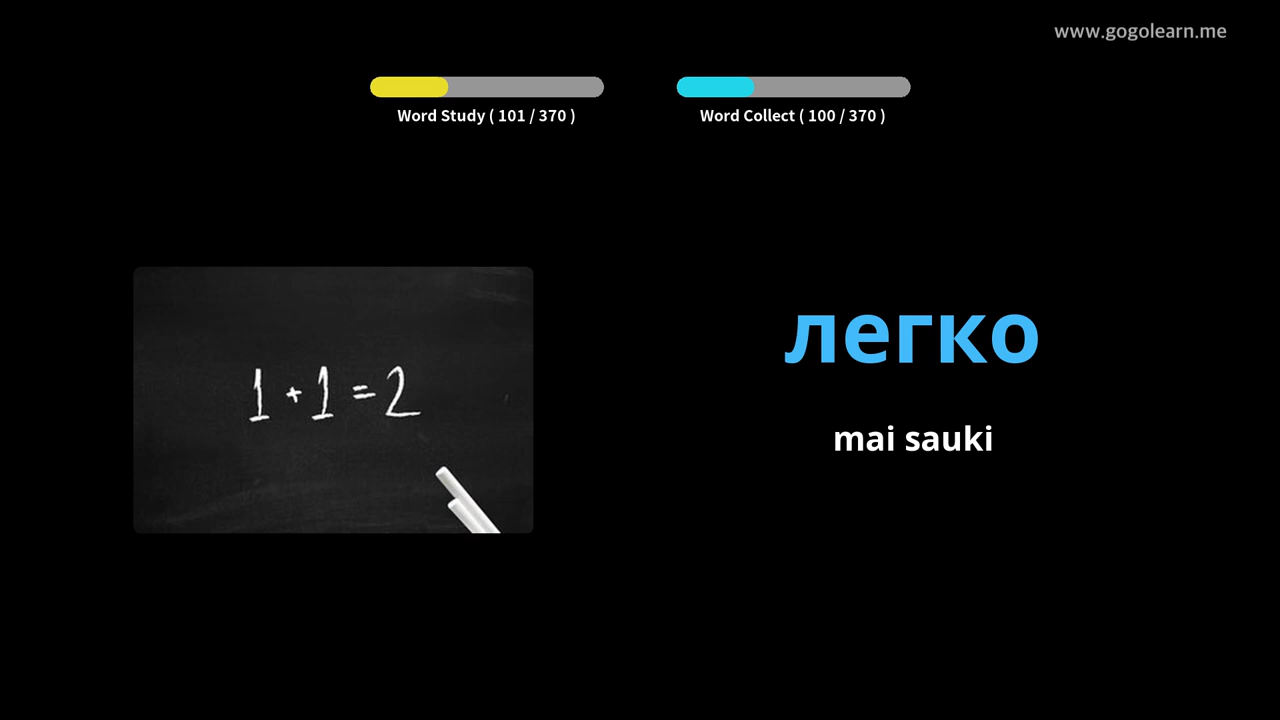 www.gogolearn.me
Word Study ( 101 / 370 )
Word Collect ( 100 / 370 )
1 + 1 = 2
легко
mai sauki